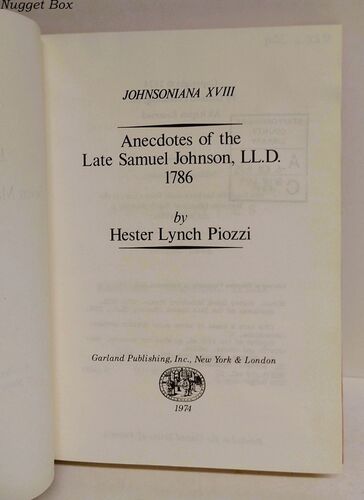 Nugget Box
JOHNSONIANA XVIII
Anecdotes of the
Late Samuel Johnson, LL.D.
1786
by
Hester Lynch Piozzi
Garland Publishing, Inc., New York & London
1974